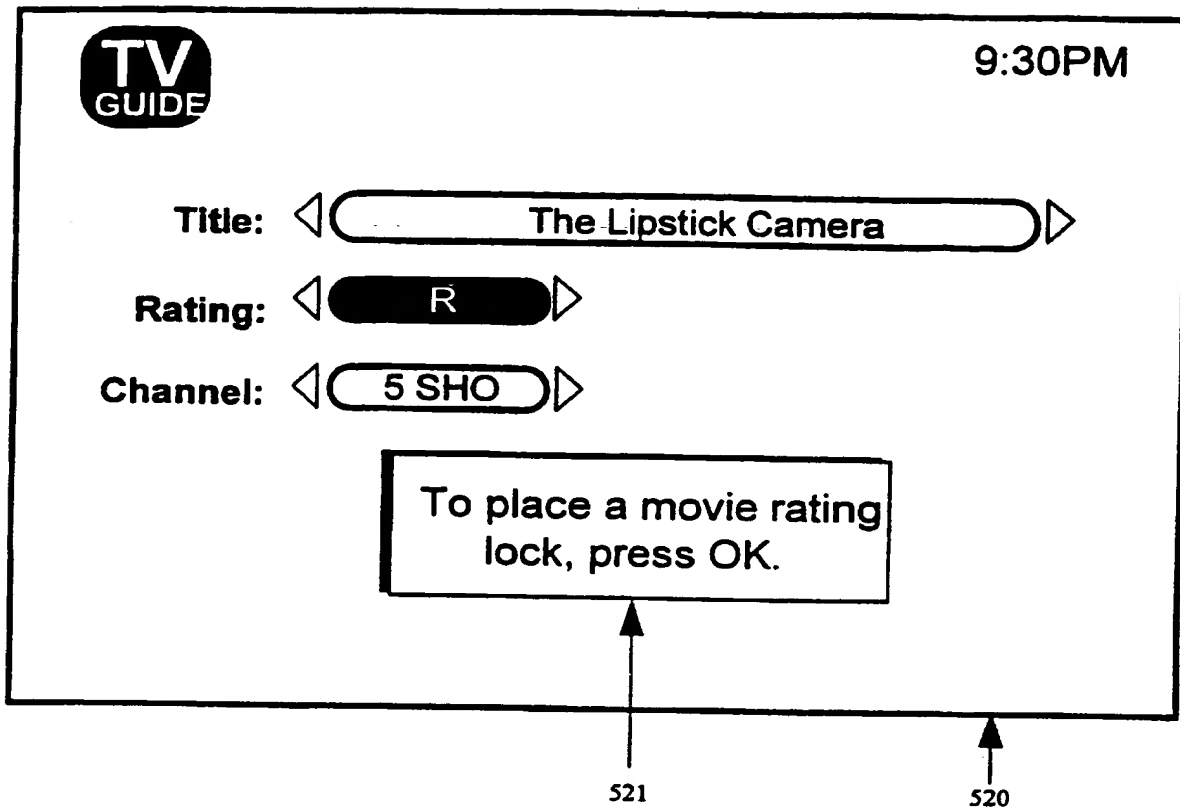 TV
GUIDE
9:30PM
Title: The Lipstick Camera
Rating: R
Channel: 5 SHO
To place a movie rating
lock, press OK.
521
520